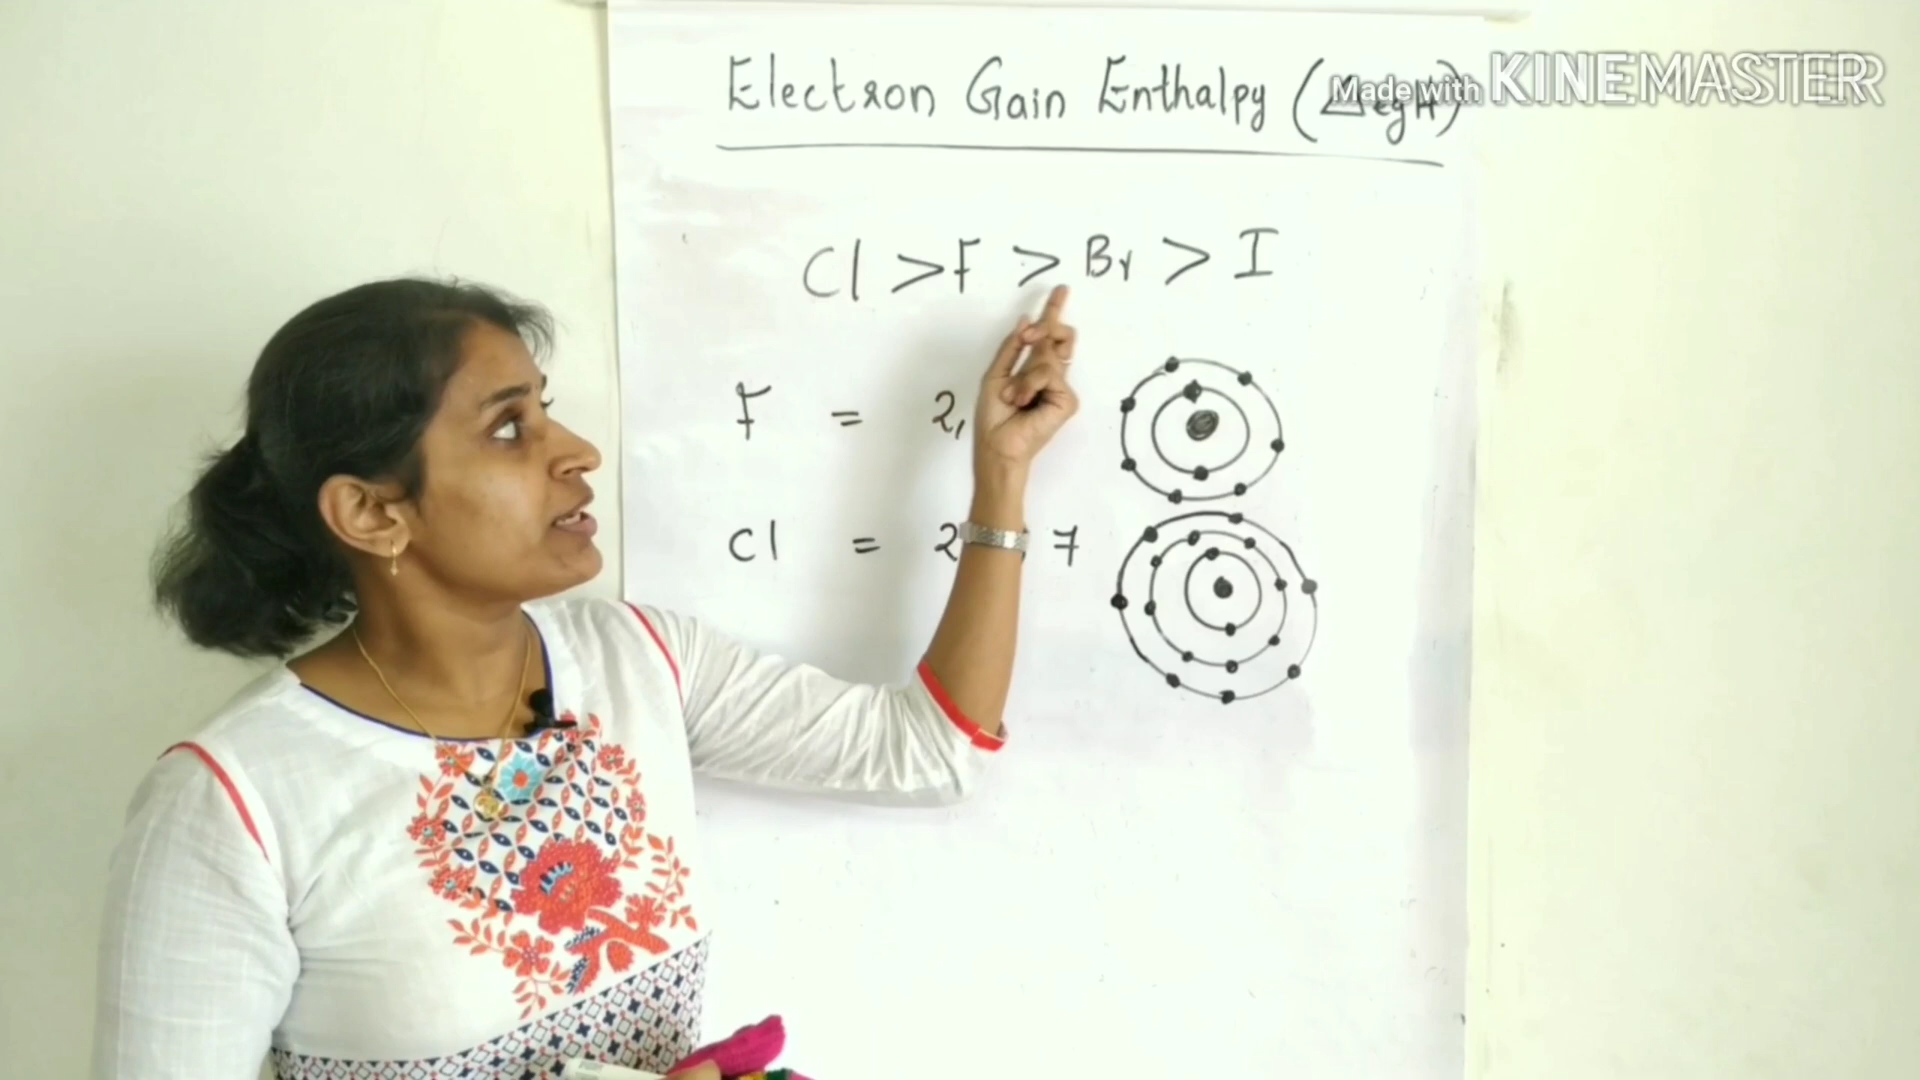 Electron Gain Enthalpy (ΔegH)
Made with KINEMASTER
Cl > F > Br > I
F = 2,
Cl = 2 7